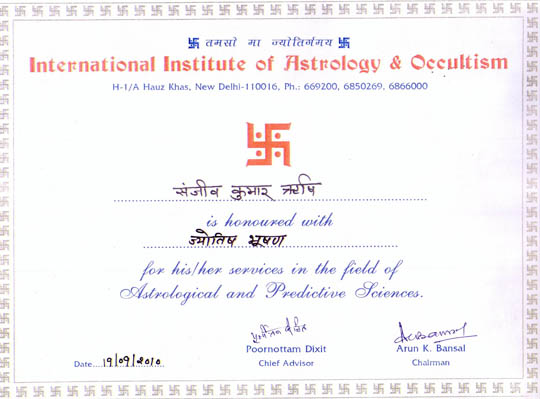 卐 तमसो मा ज्योतिर्गमय 卐
International Institute of Astrology & Occultism
H-1/A Hauz Khas, New Delhi-110016, Ph.: 669200, 6850269, 6866000
संजीव कुमार ऋषि
is honoured with
ज्योतिष भूषण
for his/her services in the field of
Astrological and Predictive Sciences.
Poornottam Dixit
Arun K. Bansal
Date....19/09/2010
Chief Advisor
Chairman